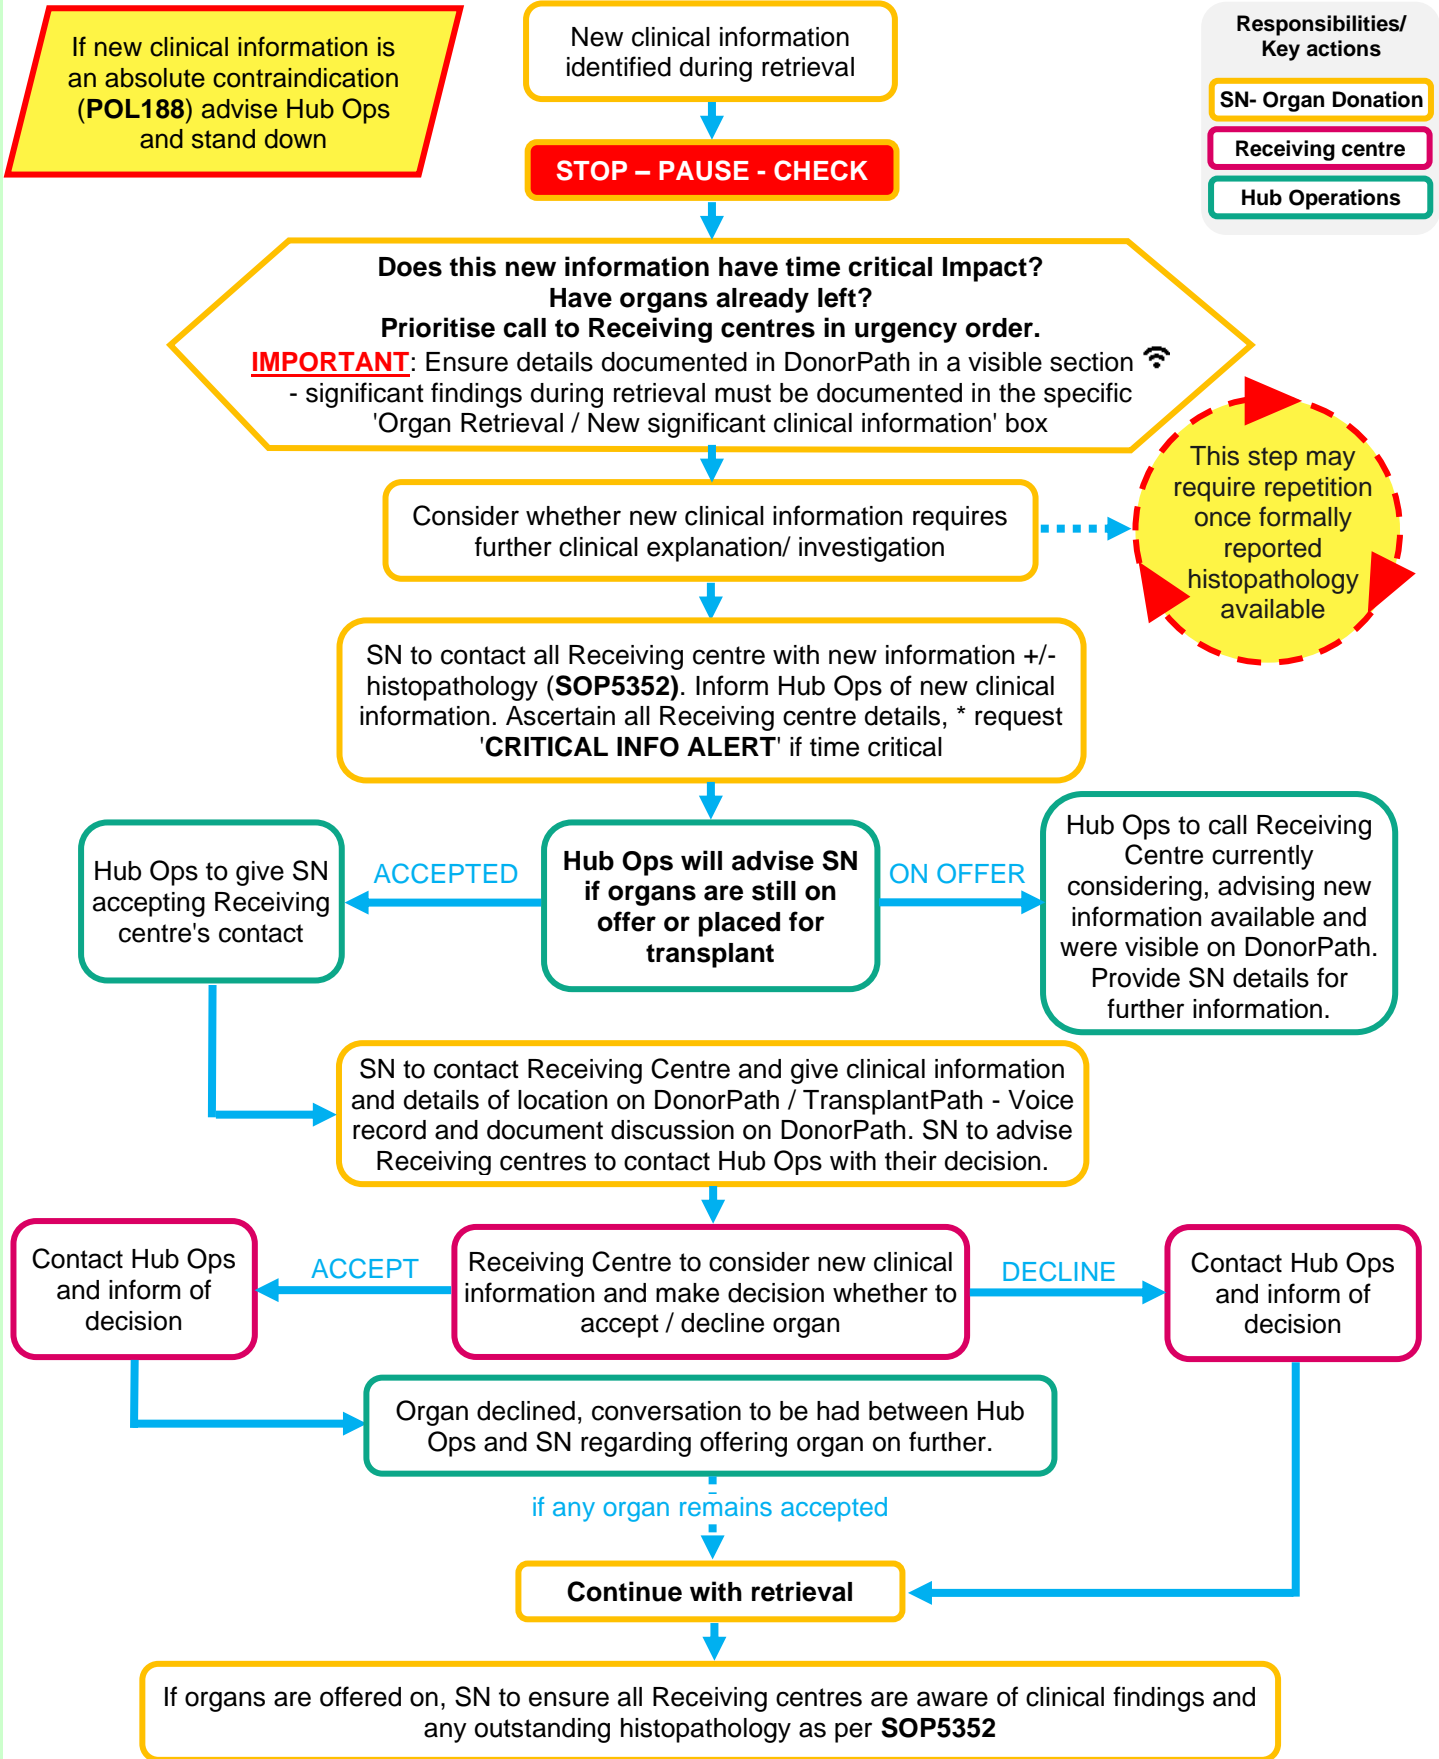 If new clinical information is
an absolute contraindication
(POL188) advise Hub Ops
and stand down
New clinical information
identified during retrieval
Responsibilities/
Key actions
SN- Organ Donation
Receiving centre
Hub Operations
STOP – PAUSE - CHECK
Does this new information have time critical Impact?
Have organs already left?
Prioritise call to Receiving centres in urgency order.
IMPORTANT: Ensure details documented in DonorPath in a visible section
- significant findings during retrieval must be documented in the specific
'Organ Retrieval / New significant clinical information' box
This step may
require repetition
once formally
reported
histopathology
available
Consider whether new clinical information requires
further clinical explanation/ investigation
SN to contact all Receiving centre with new information +/-
histopathology (SOP5352). Inform Hub Ops of new clinical
information. Ascertain all Receiving centre details, * request
'CRITICAL INFO ALERT' if time critical
Hub Ops to give SN
accepting Receiving
centre's contact
ACCEPTED
Hub Ops will advise SN
if organs are still on
offer or placed for
transplant
ON OFFER
Hub Ops to call Receiving
Centre currently
considering, advising new
information available and
were visible on DonorPath.
Provide SN details for
further information.
SN to contact Receiving Centre and give clinical information
and details of location on DonorPath / TransplantPath - Voice
record and document discussion on DonorPath. SN to advise
Receiving centres to contact Hub Ops with their decision.
Contact Hub Ops
and inform of
decision
ACCEPT
Receiving Centre to consider new clinical
information and make decision whether to
accept / decline organ
DECLINE
Contact Hub Ops
and inform of
decision
Organ declined, conversation to be had between Hub
Ops and SN regarding offering organ on further.
if any organ remains accepted
Continue with retrieval
If organs are offered on, SN to ensure all Receiving centres are aware of clinical findings and
any outstanding histopathology as per SOP5352